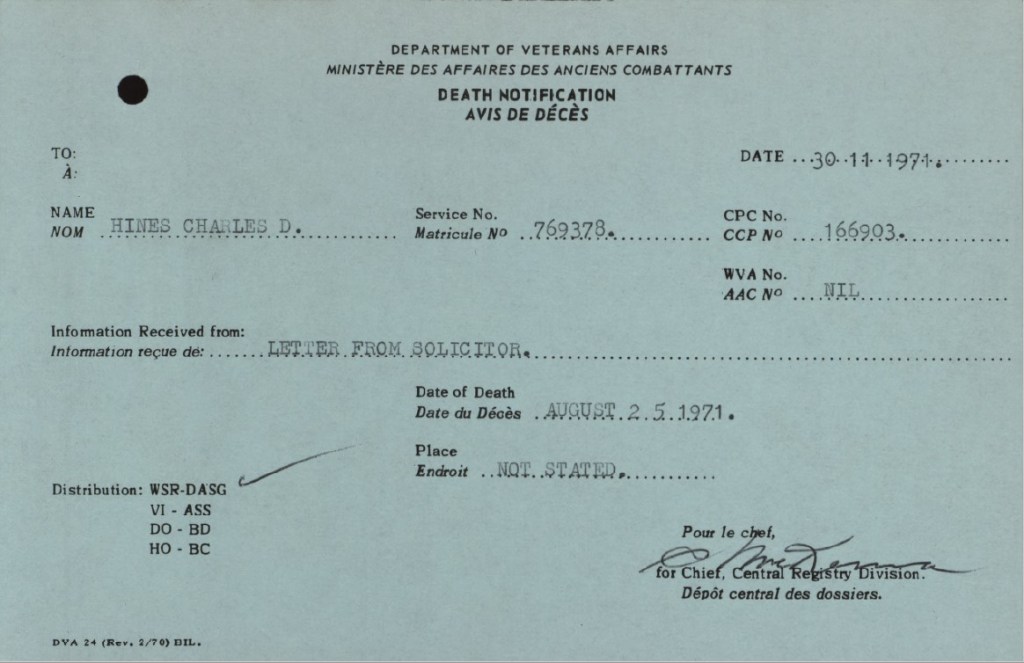 DEPARTMENT OF VETERANS AFFAIRS
MINISTÈRE DES AFFAIRES DES ANCIENS COMBATTANTS
DEATH NOTIFICATION
AVIS DE DÉCÈS
TO:
À:
DATE 30-11-1971.
NAME
NOM HINES CHARLES D.
Service No.
Matricule No 769378.
CPC No.
CCP No 166903.
WVA No.
AAC No NIL
Information Received from:
Information reçue de: LETTER FROM SOLICITOR.
Date of Death
Date du Décès AUGUST 25 1971.
Place
Endroit NOT STATED.
Distribution: WSR-DASG
VI - ASS
DO - BD
HO - BC
Pour le chef,
C McKenna
for Chief, Central Registry Division.
Dépôt central des dossiers.
DVA 24 (Rev. 2/70) BIL.